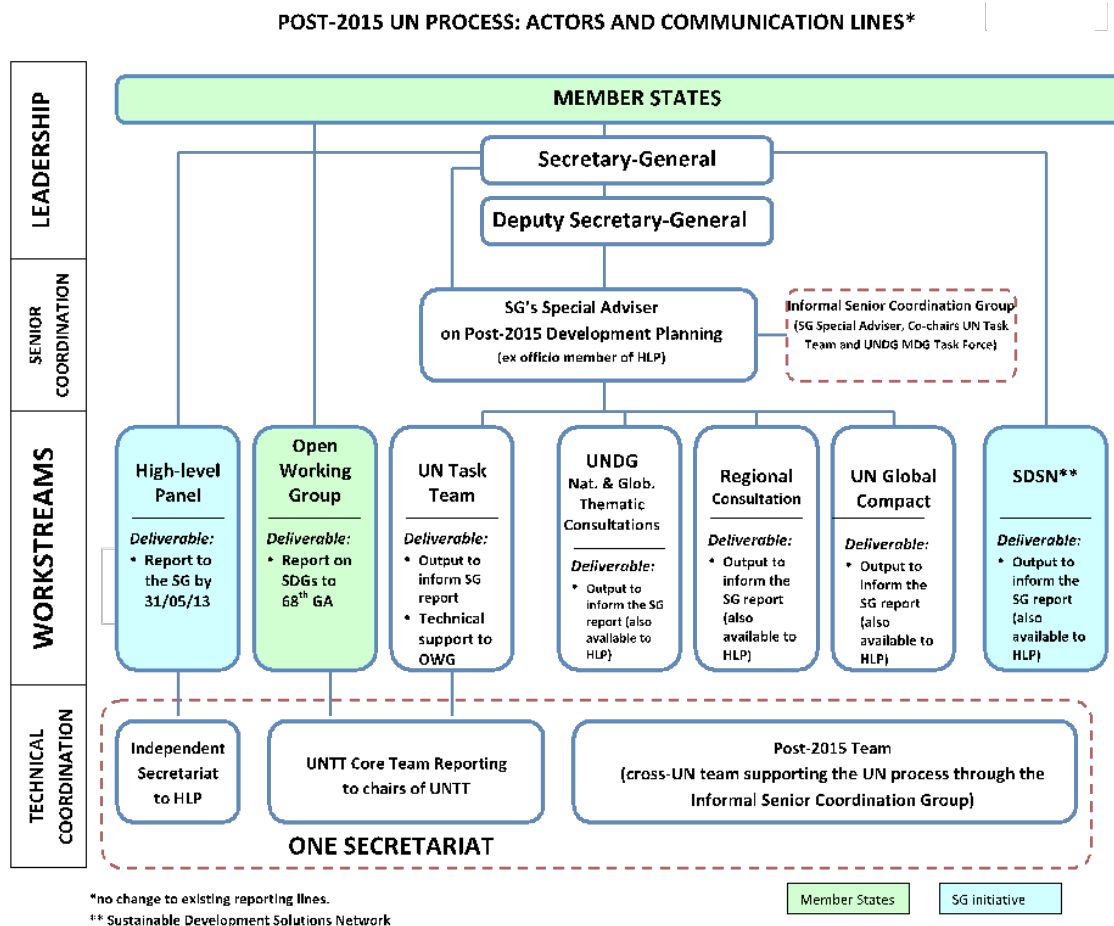 POST-2015 UN PROCESS: ACTORS AND COMMUNICATION LINES*
LEADERSHIP
MEMBER STATES
Secretary-General
Deputy Secretary-General
SENIOR
COORDINATION
SG's Special Adviser
on Post-2015 Development Planning
(ex officio member of HLP)
Informal Senior Coordination Group
(SG Special Adviser, Co-chairs UN Task
Team and UNDG MDG Task Force)
WORKSTREAMS
High-level
Panel
Deliverable:
• Report to
the SG by
31/05/13
Open
Working
Group
Deliverable:
• Report on
SDGs to
68th GA
UN Task
Team
Deliverable:
• Output to
inform SG
report
• Technical
support to
OWG
UNDG
Nat. & Glob.
Thematic
Consultations
Deliverable:
• Output to
inform the SG
report (also
available to
HLP)
Regional
Consultation
Deliverable:
• Output to
inform the
SG report
(also
available to
HLP)
UN Global
Compact
Deliverable:
• Output to
inform the
SG report
(also
available to
HLP)
SDSN**
Deliverable:
• Output to
inform the
SG report
(also
available to
HLP)
TECHNICAL
COORDINATION
Independent
Secretariat
to HLP
UNTT Core Team Reporting
to chairs of UNTT
Post-2015 Team
(cross-UN team supporting the UN process through the
Informal Senior Coordination Group)
ONE SECRETARIAT
*no change to existing reporting lines.
** Sustainable Development Solutions Network
Member States
SG initiative